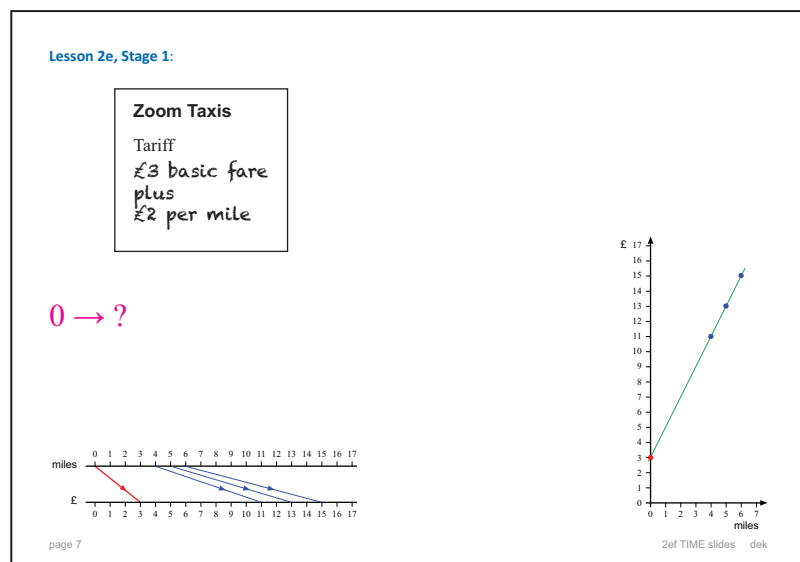 Lesson 2e, Stage 1:
Zoom Taxis
Tariff
£3 basic fare
plus
£2 per mile
0 → ?
£ 17
16
15
14
13
12
11
10
9
8
7
6
5
4
3
2
1
0
0 1 2 3 4 5 6 7
miles
0 1 2 3 4 5 6 7 8 9 10 11 12 13 14 15 16 17
miles
£
0 1 2 3 4 5 6 7 8 9 10 11 12 13 14 15 16 17
page 7
2ef TIME slides dek